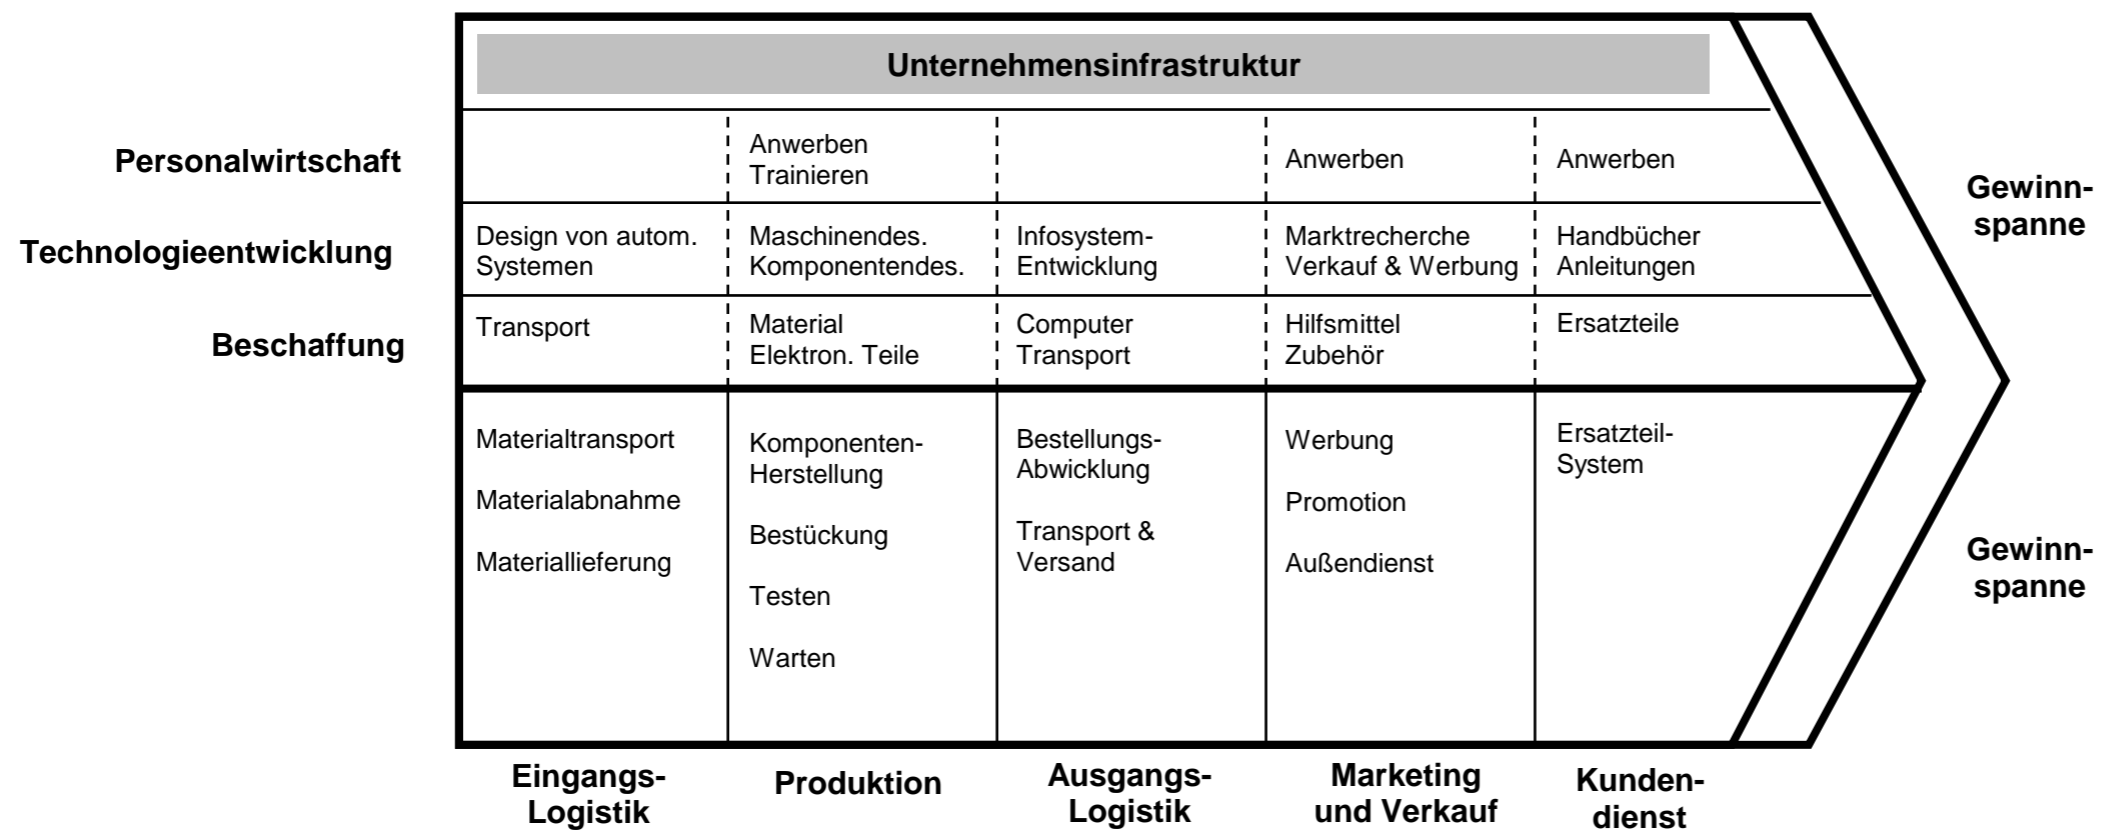 Unternehmensinfrastruktur
Personalwirtschaft
Anwerben
Trainieren
Anwerben
Anwerben
Technologieentwicklung
Design von autom.
Systemen
Maschinendes.
Komponentendes.
Infosystem-
Entwicklung
Marktrecherche
Verkauf & Werbung
Handbücher
Anleitungen
Beschaffung
Transport
Material
Elektron. Teile
Computer
Transport
Hilfsmittel
Zubehör
Ersatzteile
Gewinn-
spanne
Materialtransport
Materialabnahme
Materiallieferung
Komponenten-
Herstellung
Bestückung
Testen
Warten
Bestellungs-
Abwicklung
Transport &
Versand
Werbung
Promotion
Außendienst
Ersatzteil-
System
Gewinn-
spanne
Eingangs-
Logistik
Produktion
Ausgangs-
Logistik
Marketing
und Verkauf
Kunden-
dienst